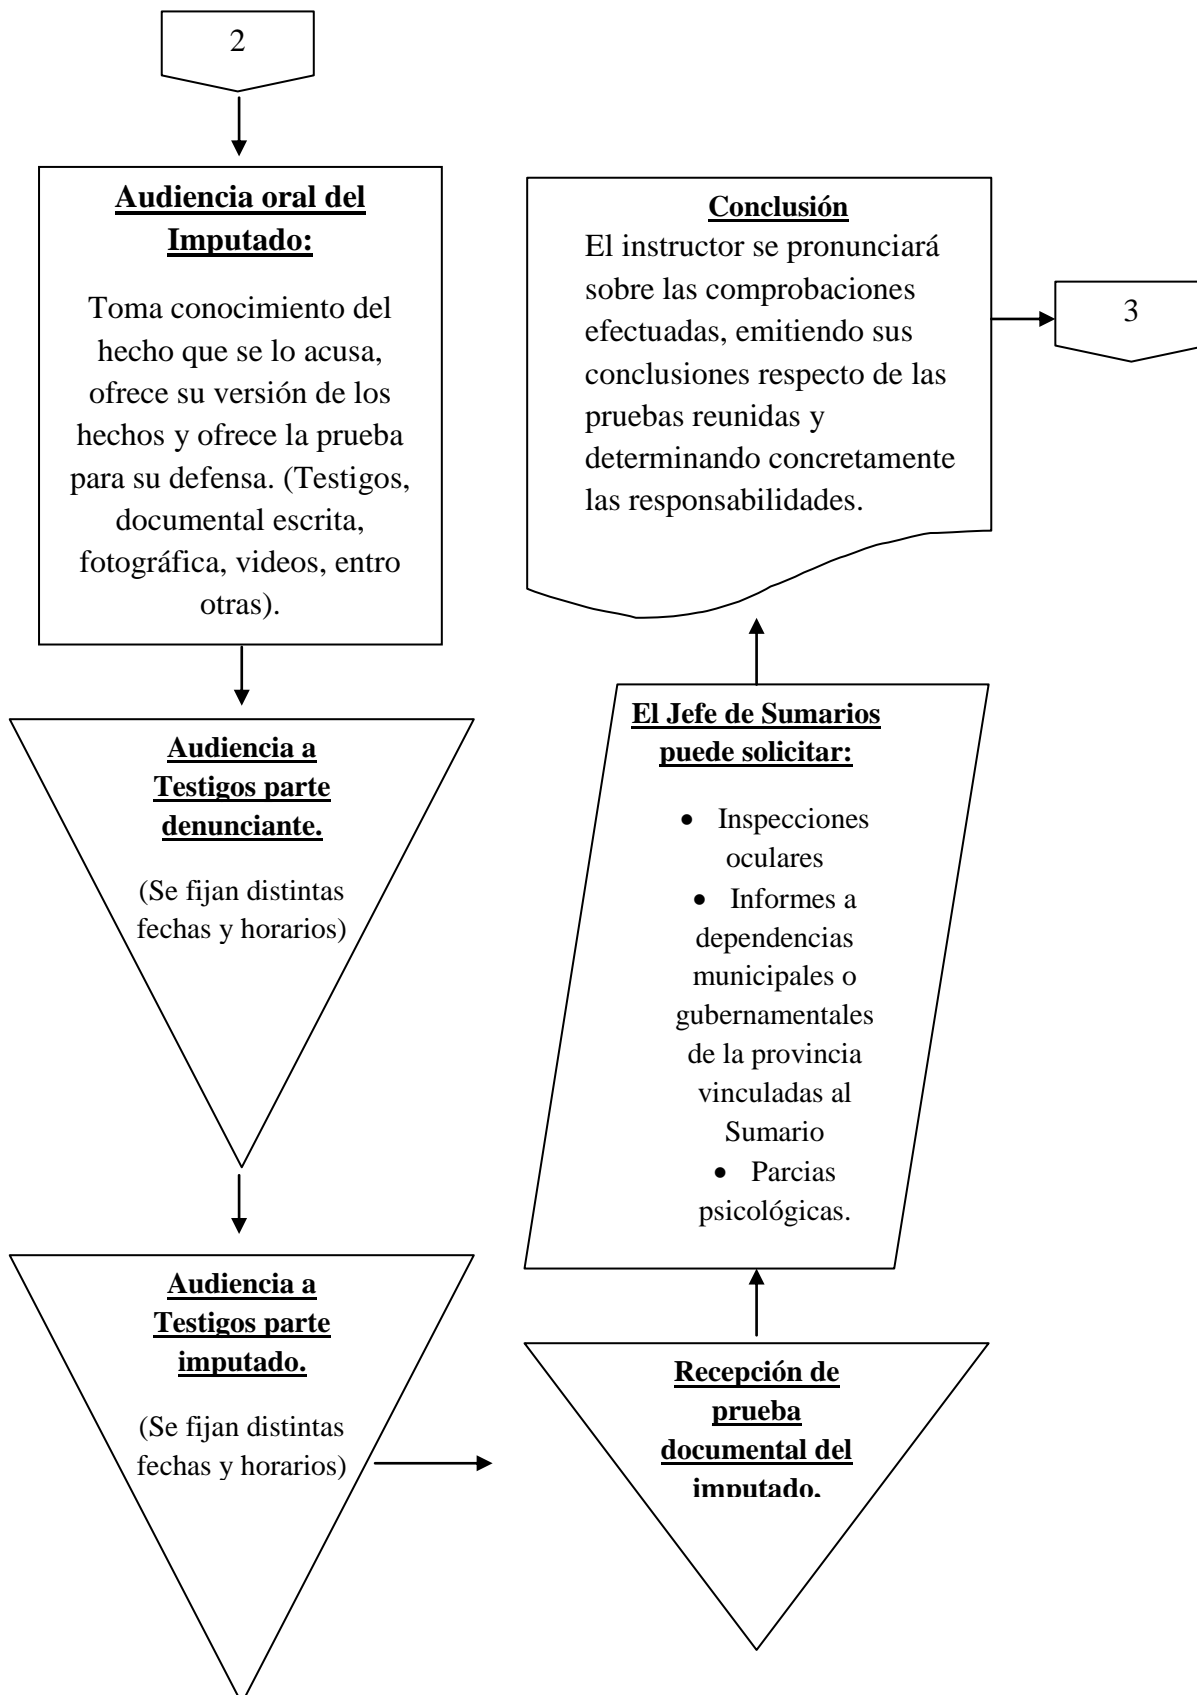 2
Audiencia oral del
Imputado:
Toma conocimiento del
hecho que se lo acusa,
ofrece su versión de los
hechos y ofrece la prueba
para su defensa. (Testigos,
documental escrita,
fotográfica, videos, entro
otras).
Audiencia a
Testigos parte
denunciante.
(Se fijan distintas
fechas y horarios)
Audiencia a
Testigos parte
imputado.
(Se fijan distintas
fechas y horarios)
Recepción de
prueba
documental del
imputado.
El Jefe de Sumarios
puede solicitar:
• Inspecciones
oculares
• Informes a
dependencias
municipales o
gubernamentales
de la provincia
vinculadas al
Sumario
• Parcias
psicológicas.
Conclusión
El instructor se pronunciará
sobre las comprobaciones
efectuadas, emitiendo sus
conclusiones respecto de las
pruebas reunidas y
determinando concretamente
las responsabilidades.
3